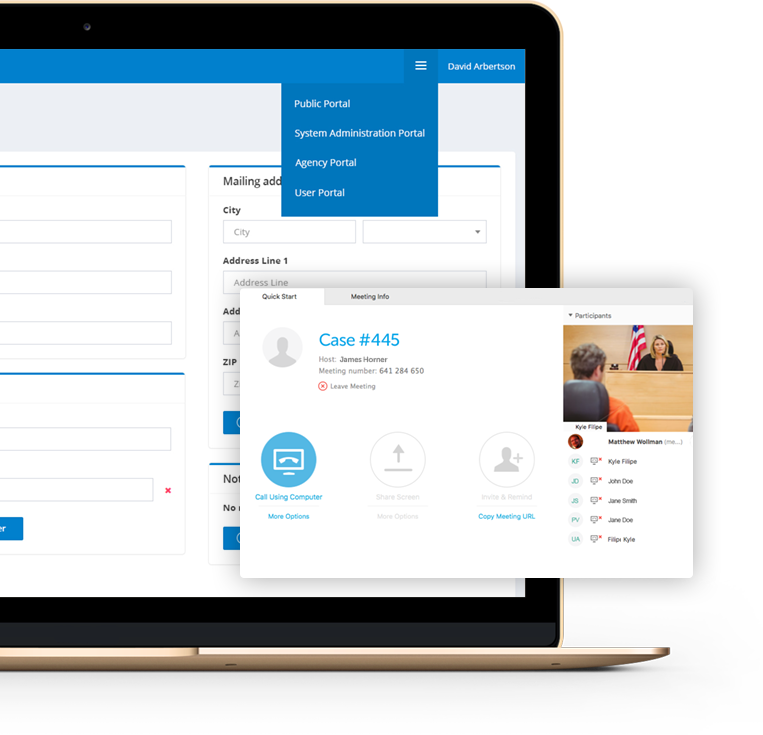 David Arbertson
Public Portal
System Administration Portal
Agency Portal
User Portal
Mailing add
City
City
Address Line 1
Address Line
Add
A
ZIP
Z
Not
No
er
Quick Start
Meeting Info
Case #445
Host: James Horner
Meeting number: 641 284 650
Leave Meeting
Call Using Computer
More Options
Share Screen
More Options
Invite & Remind
Copy Meeting URL
Participants
Kyle Filipe
Matthew Wollman (me...)
KF Kyle Filipe
JD John Doe
JS Jane Smith
PV Jane Doe
UA Filipi Kyle